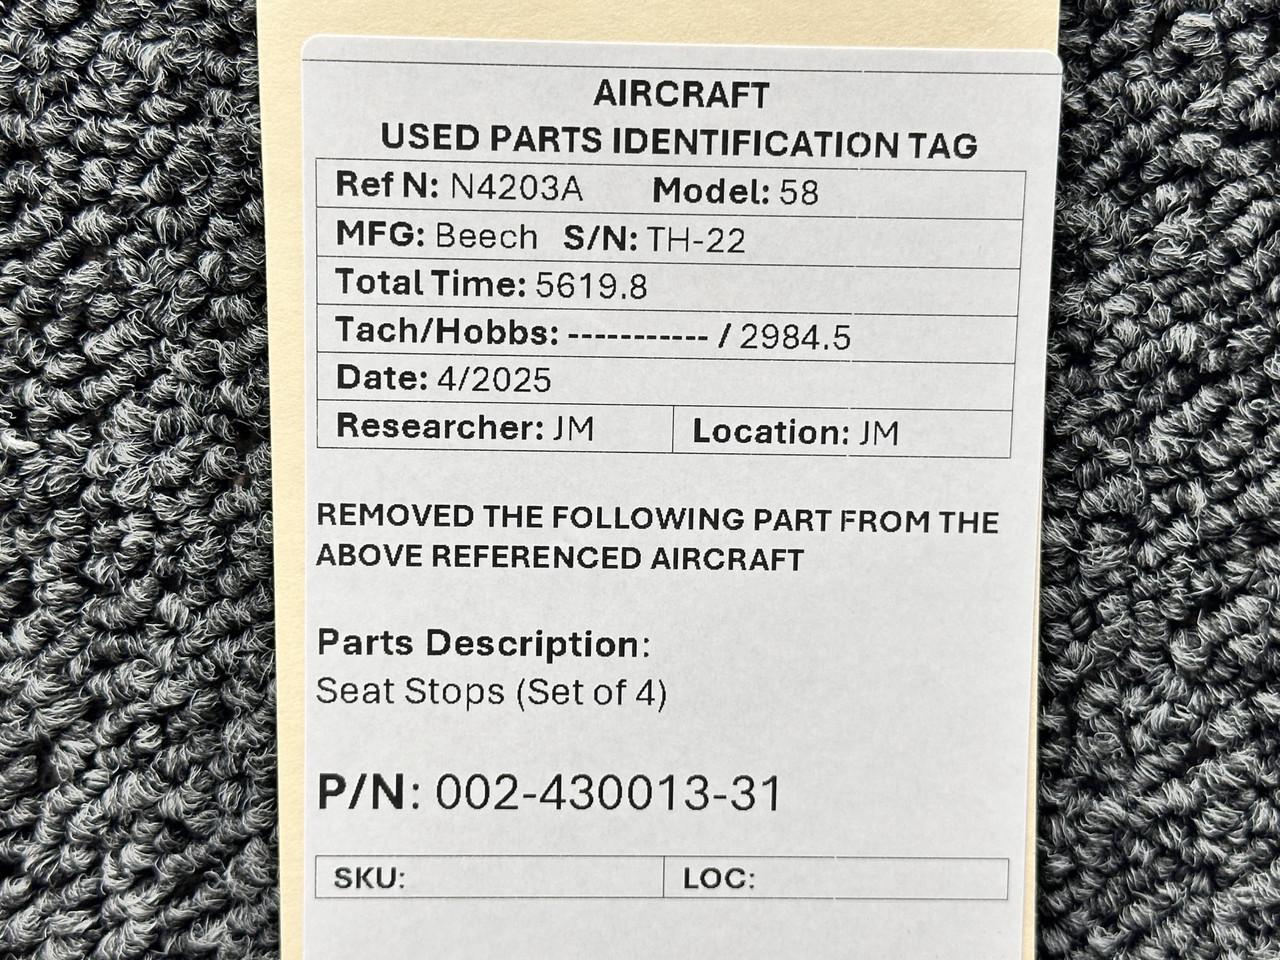 AIRCRAFT
USED PARTS IDENTIFICATION TAG
Ref N: N4203A Model: 58
MFG: Beech S/N: TH-22
Total Time: 5619.8
Tach/Hobbs: ----------- / 2984.5
Date: 4/2025
Researcher: JM Location: JM
REMOVED THE FOLLOWING PART FROM THE
ABOVE REFERENCED AIRCRAFT
Parts Description:
Seat Stops (Set of 4)
P/N: 002-430013-31
SKU: LOC: